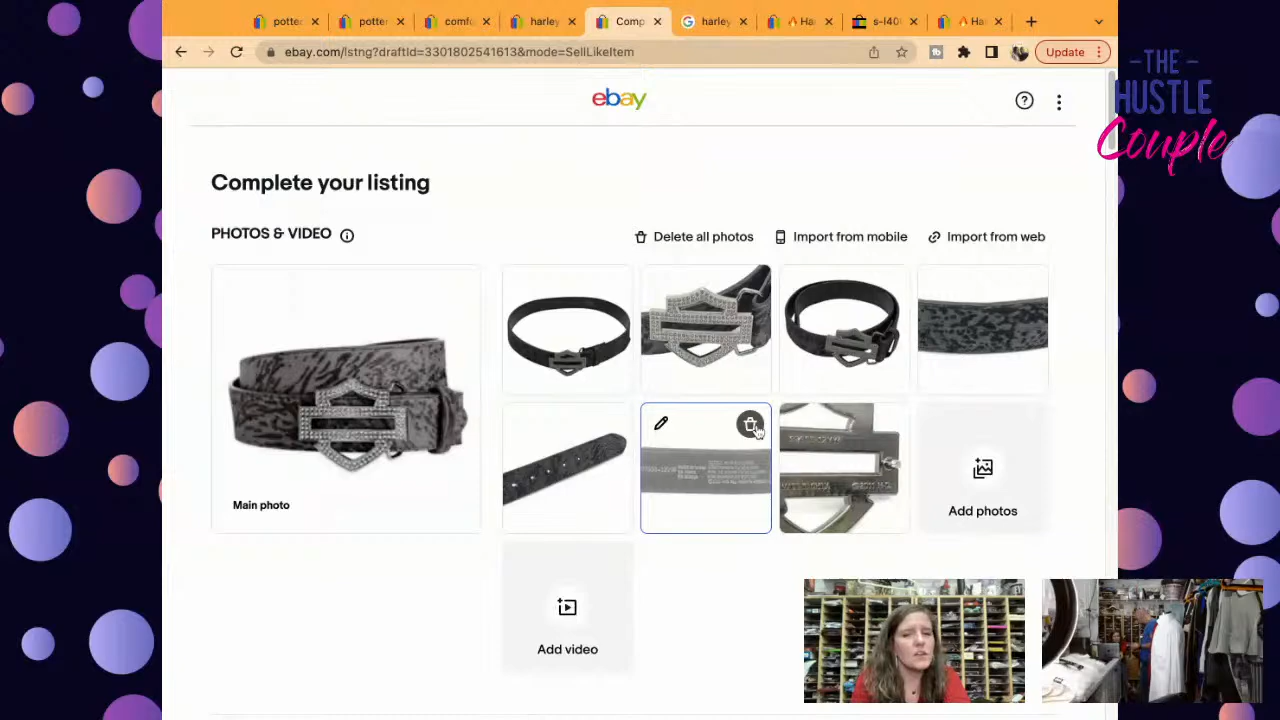 potte
potter
comfo
harley
Comp
harley
Ha
s-l40
Ha
ebay.com/lstng?draftId=3301802541613&mode=SellLikeItem
Update
THE
HUSTLE
Couple
ebay
Complete your listing
PHOTOS & VIDEO
Delete all photos
Import from mobile
Import from web
Main photo
Add photos
Add video